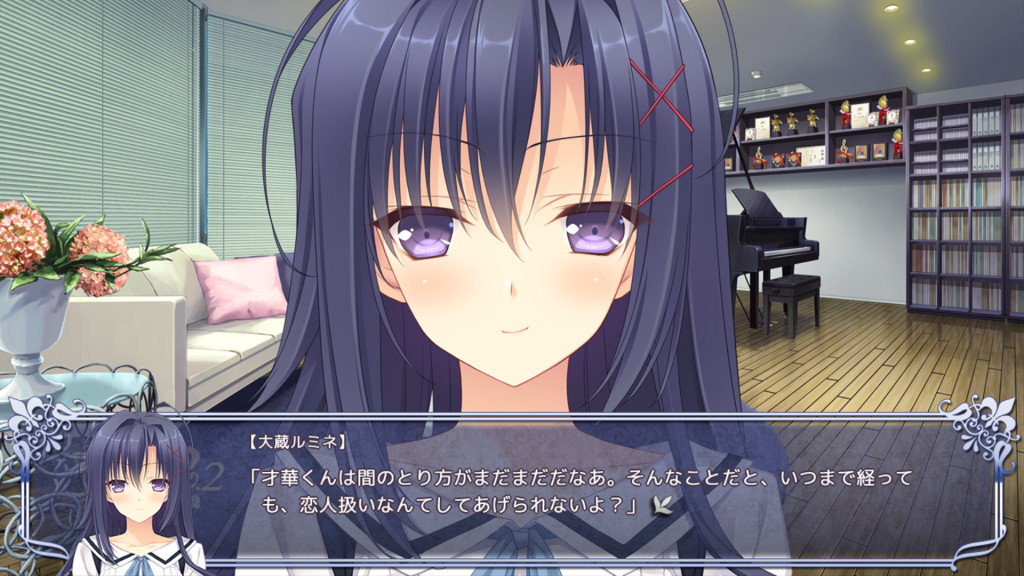 【大蔵ルミネ】
「才華くんは間のとり方がまだまだだなあ。そんなことだと、いつまで経って
も、恋人扱いなんてしてあげられないよ？」